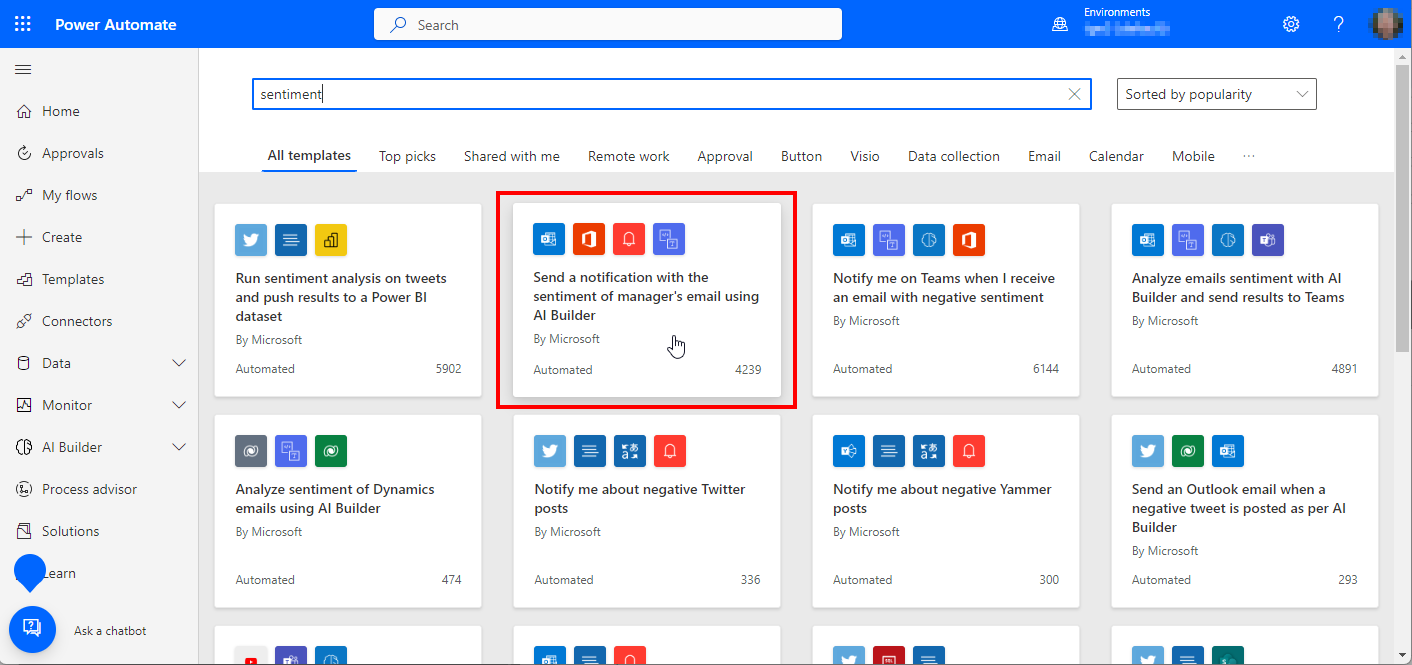 Power Automate
Search
Environments
sentiment
Sorted by popularity
Home
Approvals
My flows
Create
Templates
Connectors
Data
Monitor
AI Builder
Process advisor
Solutions
Learn
Ask a chatbot
All templates
Top picks
Shared with me
Remote work
Approval
Button
Visio
Data collection
Email
Calendar
Mobile
...
Run sentiment analysis on tweets
and push results to a Power BI
dataset
By Microsoft
Automated
5902
Send a notification with the
sentiment of manager's email using
AI Builder
By Microsoft
Automated
4239
Notify me on Teams when I receive
an email with negative sentiment
By Microsoft
Automated
6144
Analyze emails sentiment with AI
Builder and send results to Teams
By Microsoft
Automated
4891
Analyze sentiment of Dynamics
emails using AI Builder
By Microsoft
Automated
474
Notify me about negative Twitter
posts
By Microsoft
Automated
336
Notify me about negative Yammer
posts
By Microsoft
Automated
300
Send an Outlook email when a
negative tweet is posted as per AI
Builder
By Microsoft
Automated
293